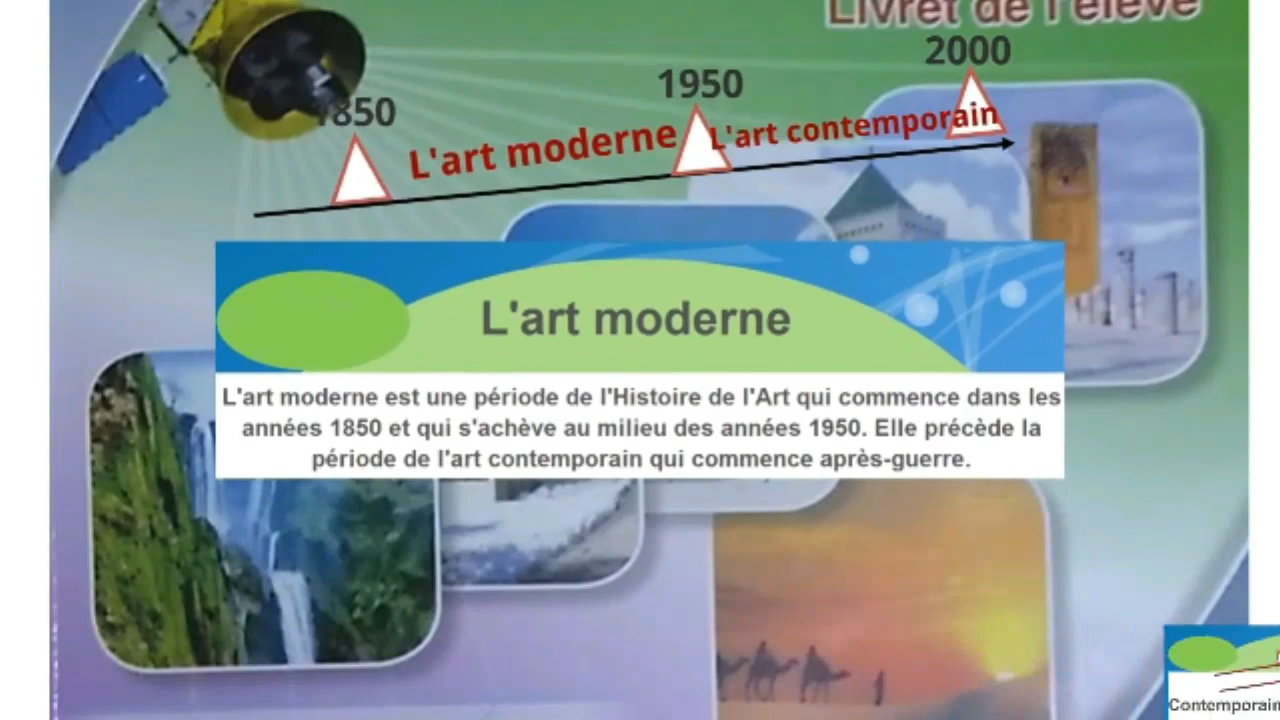 Livret de l'élève
2000
1950
1850
L'art moderne
L'art contemporain
L'art moderne
L'art moderne est une période de l'Histoire de l'Art qui commence dans les
années 1850 et qui s'achève au milieu des années 1950. Elle précède la
période de l'art contemporain qui commence après-guerre.
Contemporain